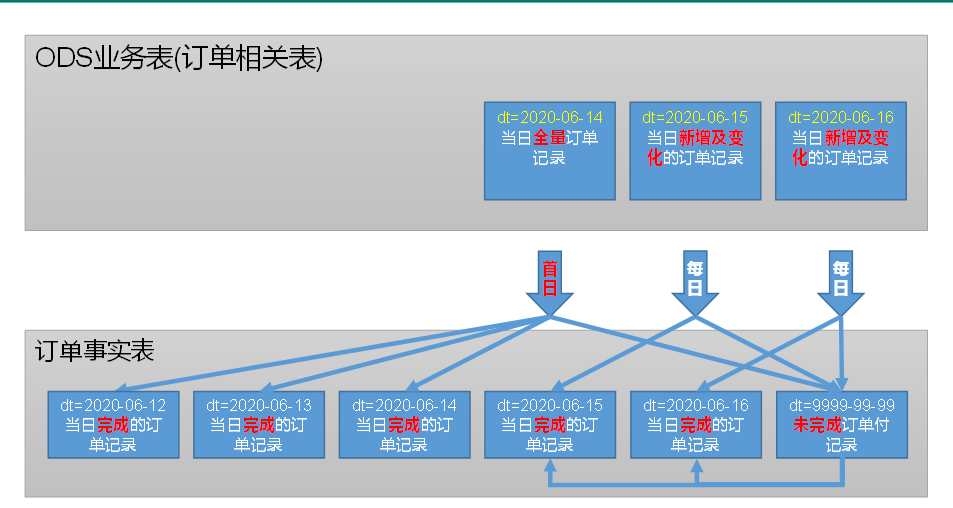 ODS业务表(订单相关表)
dt=2020-06-14
当日全量订单
记录
dt=2020-06-15
当日新增及变
化的订单记录
dt=2020-06-16
当日新增及变
化的订单记录
首
日
每
日
每
日
订单事实表
dt=2020-06-12
当日完成的订
单记录
dt=2020-06-13
当日完成的订
单记录
dt=2020-06-14
当日完成的订
单记录
dt=2020-06-15
当日完成的订
单记录
dt=2020-06-16
当日完成的订
单记录
dt=9999-99-99
未完成订单付
记录